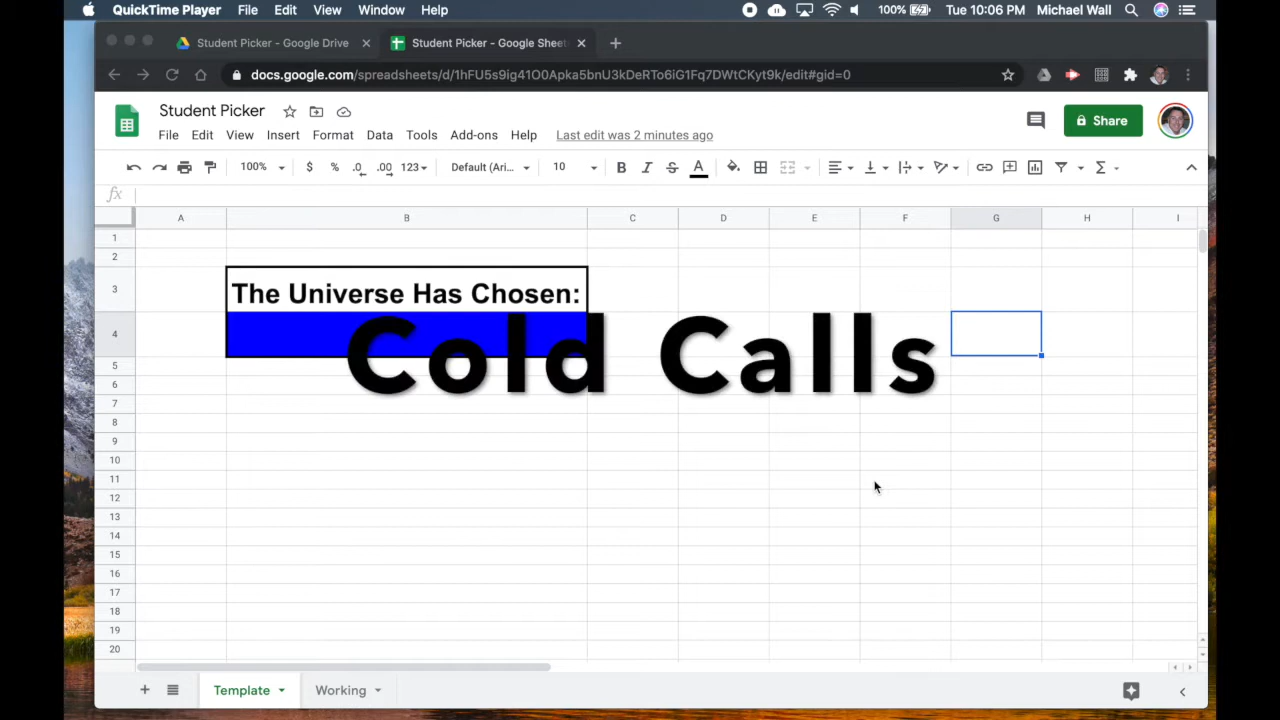 QuickTime Player File Edit View Window Help 100% Tue 10:06 PM Michael Wall
Student Picker - Google Drive Student Picker - Google Sheets
docs.google.com/spreadsheets/d/1hFU5s9ig41O0Apka5bnU3kDeRTo6iG1Fq7DWtCKyt9k/edit#gid=0
Student Picker
Share
File Edit View Insert Format Data Tools Add-ons Help Last edit was 2 minutes ago
100% $ % .0 .00 123 Default (Ari... 10 B I S A Σ
fx
A B C D E F G H I
1
2
3 The Universe Has Chosen:
4
Cold Calls
5
6
7
8
9
10
11
12
13
14
15
16
17
18
19
20
Template Working